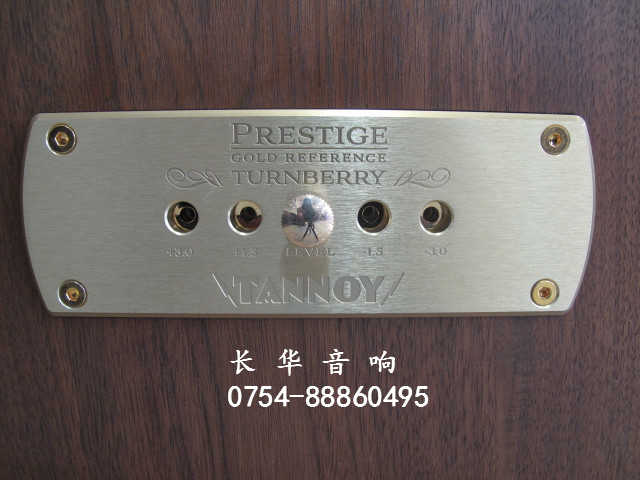 PRESTIGE
GOLD REFERENCE
TURNBERRY
+3.0 +1.5 LEVEL -1.5 -3.0
TANNOY
长华音响
0754-88860495